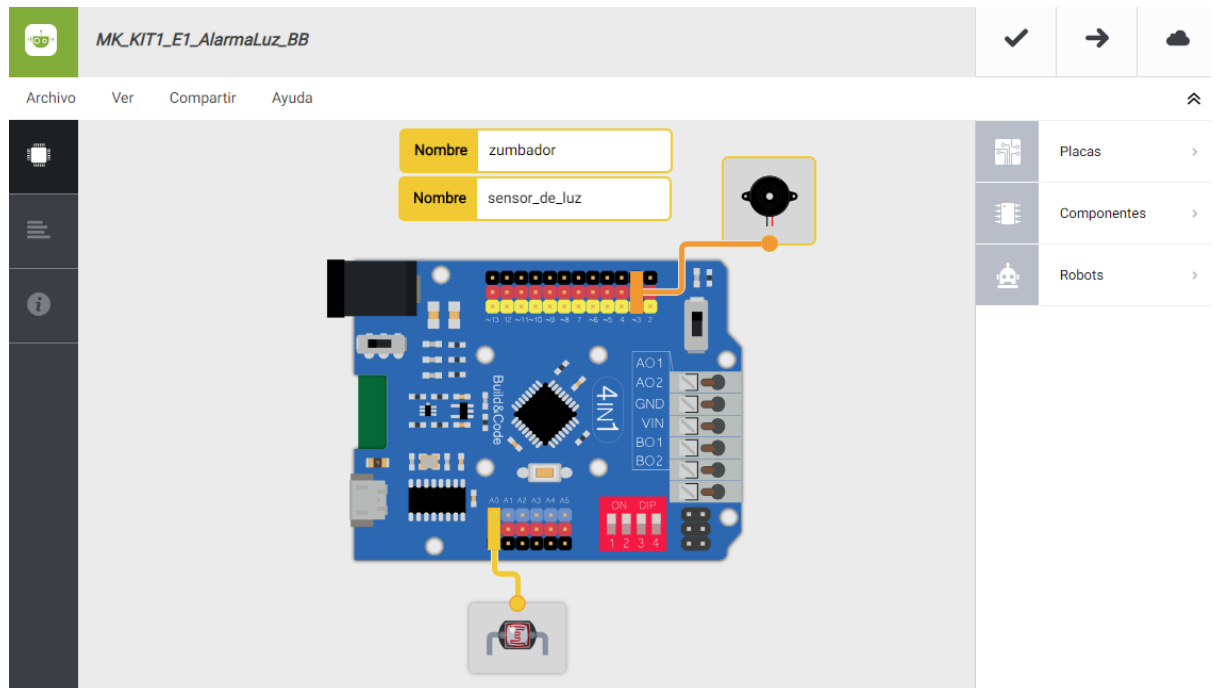 MK_KIT1_E1_AlarmaLuz_BB
Archivo Ver Compartir Ayuda
Nombre zumbador
Nombre sensor_de_luz
Placas
Componentes
Robots
~13 12 ~11 ~10 ~9 ~8 7 ~6 ~5 4 ~3 2
AO1
AO2
GND
VIN
BO1
BO2
Build&Code
4IN1
A0 A1 A2 A3 A4 A5
ON DIP
1 2 3 4